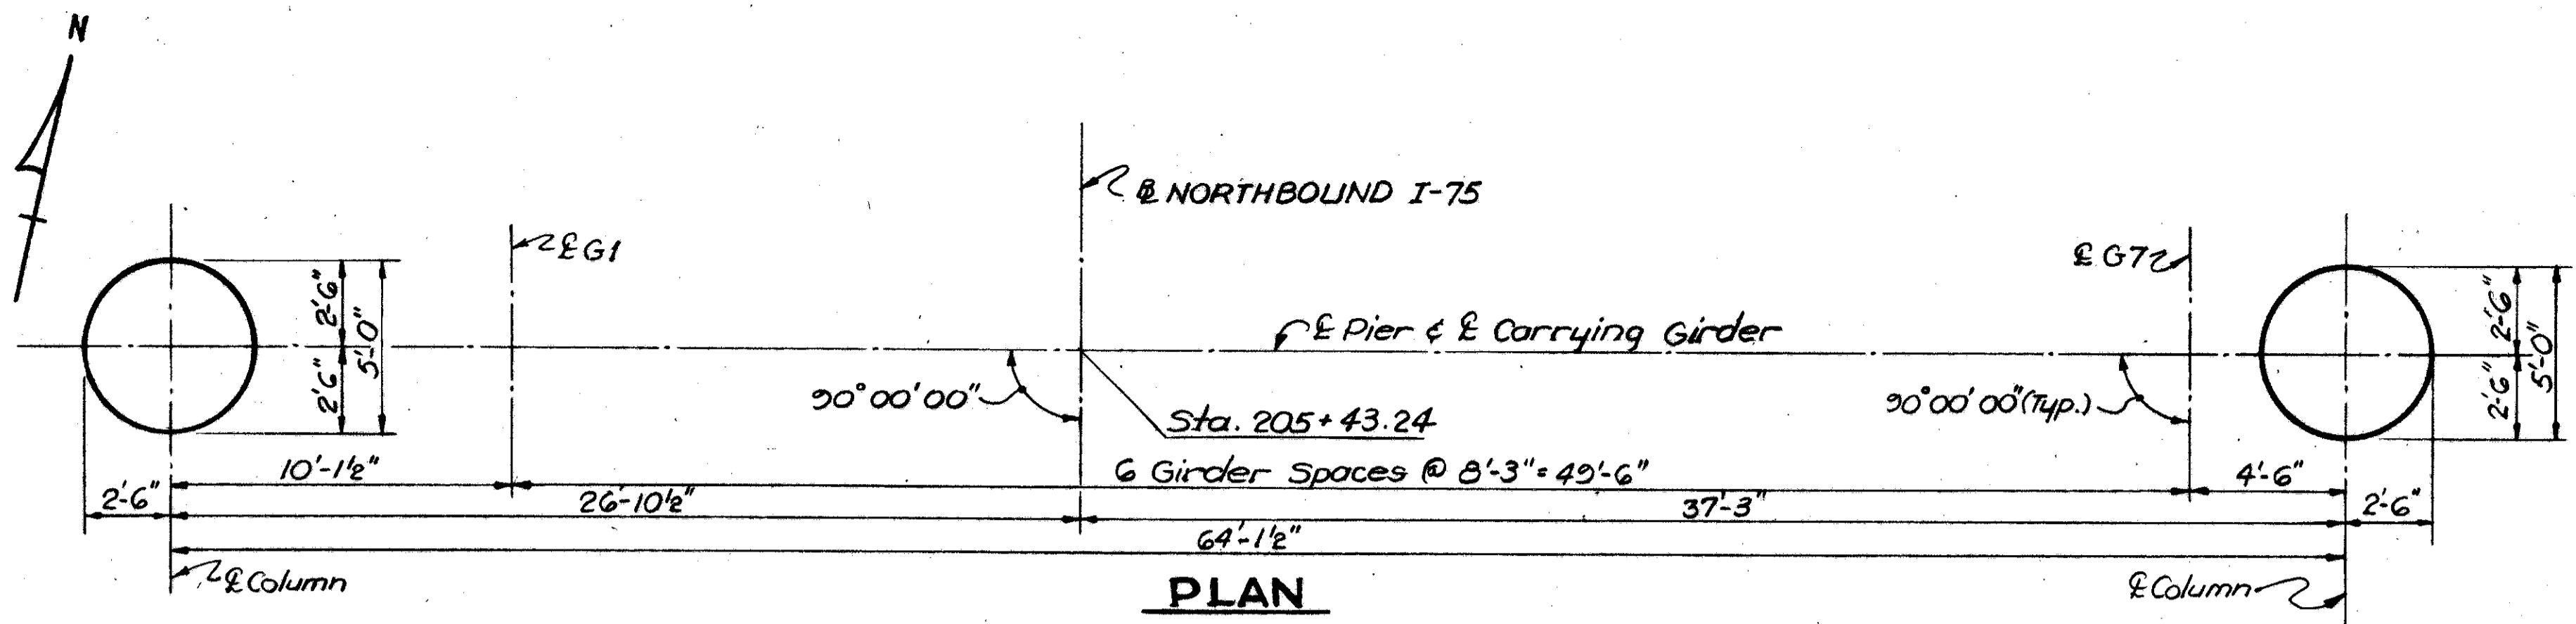 N
℄ NORTHBOUND I-75
℄ G1
℄ G7
2'-6"
5'-0"
2'6"
℄ Pier & ℄ Carrying Girder
2'-6"
5'-0"
2'-6"
90°00'00"
90°00'00"(Typ.)
Sta. 205+43.24
10'-1½"
6 Girder Spaces @ 8'-3"=49'-6"
4'-6"
2'-6"
26'-10½"
37'-3"
2'-6"
64'-1½"
℄ Column
PLAN
℄ Column